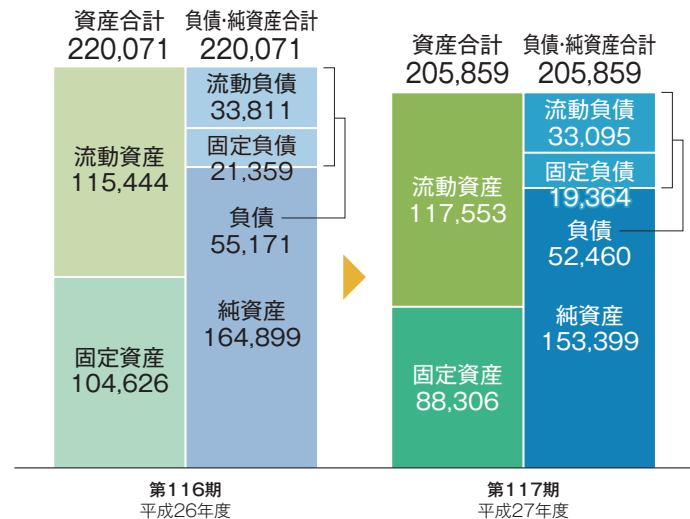 資産合計
220,071
負債・純資産合計
220,071
流動資産
115,444
固定資産
104,626
流動負債
33,811
固定負債
21,359
負債
55,171
純資産
164,899
第116期
平成26年度
資産合計
205,859
負債・純資産合計
205,859
流動資産
117,553
固定資産
88,306
流動負債
33,095
固定負債
19,364
負債
52,460
純資産
153,399
第117期
平成27年度